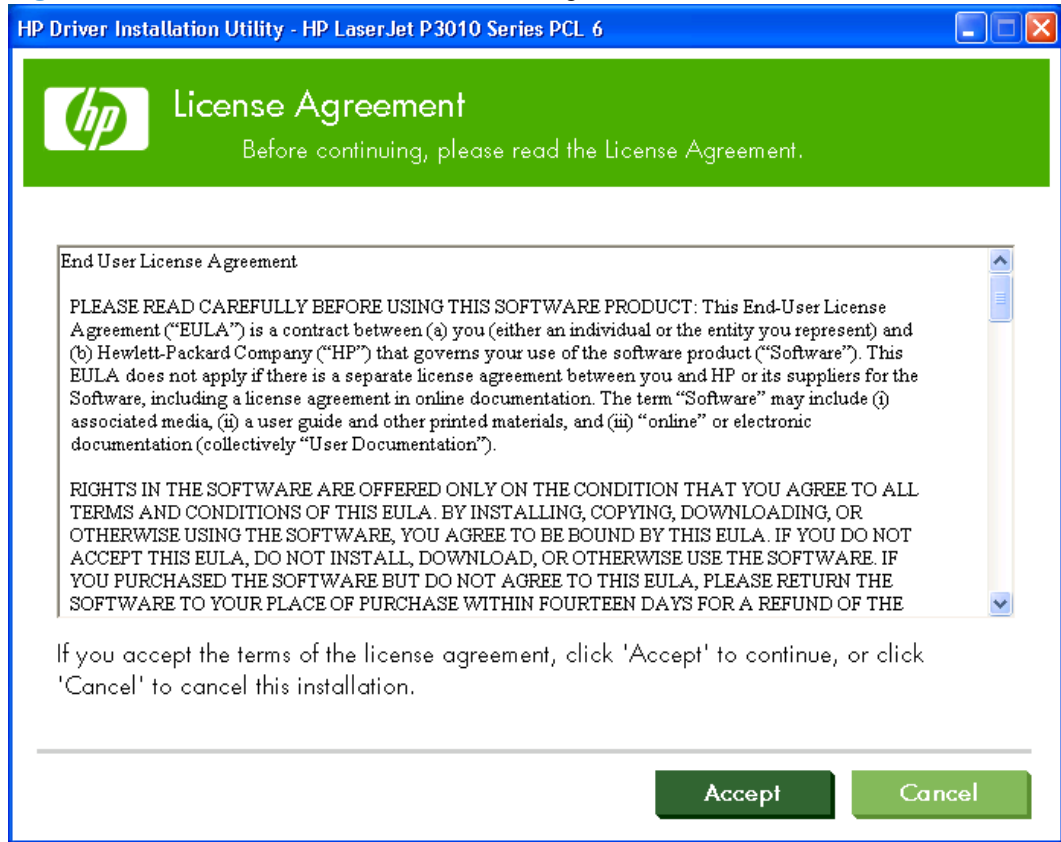 HP Driver Installation Utility - HP LaserJet P3010 Series PCL 6
hp
License Agreement
Before continuing, please read the License Agreement.
End User License Agreement
PLEASE READ CAREFULLY BEFORE USING THIS SOFTWARE PRODUCT: This End-User License
Agreement (“EULA”) is a contract between (a) you (either an individual or the entity you represent) and
(b) Hewlett-Packard Company (“HP”) that governs your use of the software product (“Software”). This
EULA does not apply if there is a separate license agreement between you and HP or its suppliers for the
Software, including a license agreement in online documentation. The term “Software” may include (i)
associated media, (ii) a user guide and other printed materials, and (iii) “online” or electronic
documentation (collectively “User Documentation”).
RIGHTS IN THE SOFTWARE ARE OFFERED ONLY ON THE CONDITION THAT YOU AGREE TO ALL
TERMS AND CONDITIONS OF THIS EULA. BY INSTALLING, COPYING, DOWNLOADING, OR
OTHERWISE USING THE SOFTWARE, YOU AGREE TO BE BOUND BY THIS EULA. IF YOU DO NOT
ACCEPT THIS EULA, DO NOT INSTALL, DOWNLOAD, OR OTHERWISE USE THE SOFTWARE. IF
YOU PURCHASED THE SOFTWARE BUT DO NOT AGREE TO THIS EULA, PLEASE RETURN THE
SOFTWARE TO YOUR PLACE OF PURCHASE WITHIN FOURTEEN DAYS FOR A REFUND OF THE
If you accept the terms of the license agreement, click 'Accept' to continue, or click
'Cancel' to cancel this installation.
Accept
Cancel